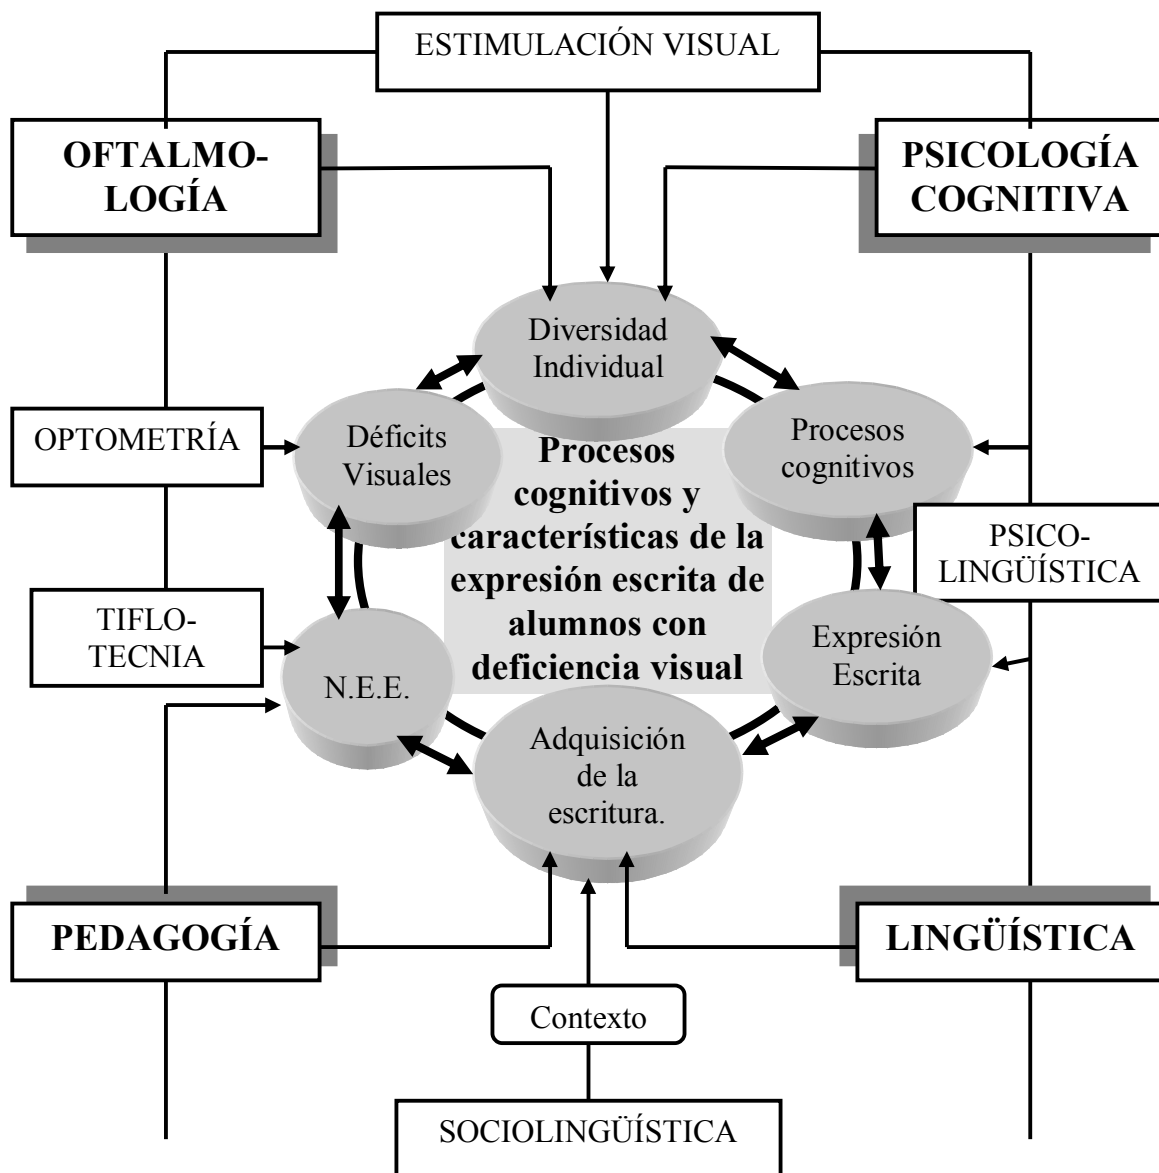 ESTIMULACIÓN VISUAL
OFTALMO-
LOGÍA
PSICOLOGÍA
COGNITIVA
Diversidad
Individual
OPTOMETRÍA
Déficits
Visuales
Procesos
cognitivos
Procesos
cognitivos y
características de la
expresión escrita de
alumnos con
deficiencia visual
PSICO-
LINGÜÍSTICA
TIFLO-
TECNIA
N.E.E.
Expresión
Escrita
Adquisición
de la
escritura.
PEDAGOGÍA
LINGÜÍSTICA
Contexto
SOCIOLINGÜÍSTICA